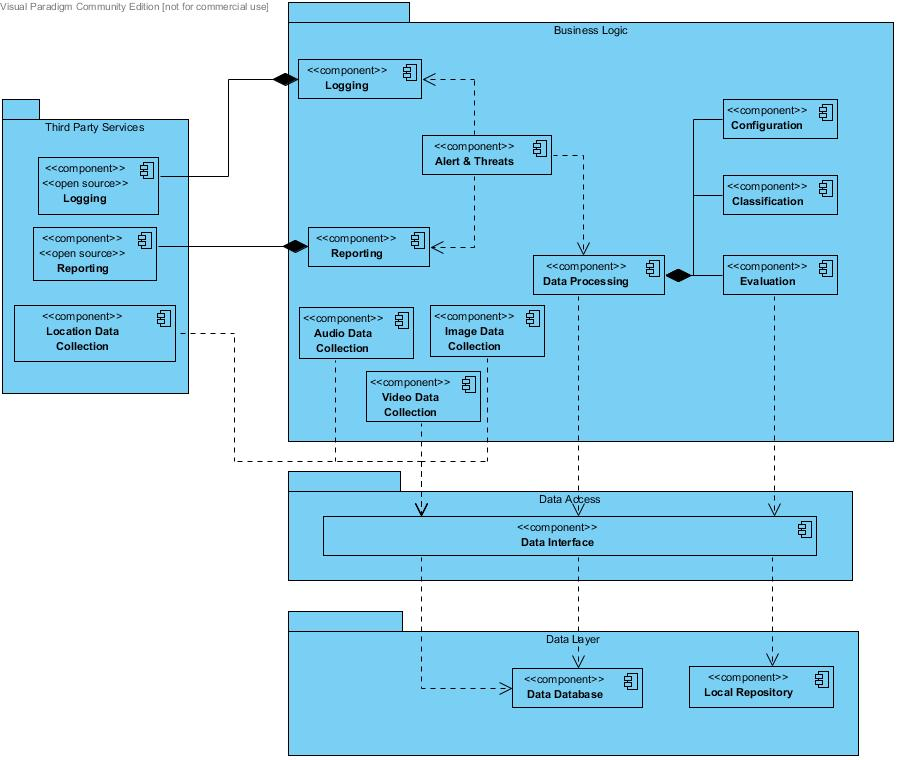 Visual Paradigm Community Edition [not for commercial use]
Business Logic
<<component>>
Logging
<<component>>
Alert & Threats
<<component>>
Configuration
<<component>>
Classification
<<component>>
Reporting
<<component>>
Data Processing
<<component>>
Evaluation
<<component>>
Audio Data
Collection
<<component>>
Image Data
Collection
<<component>>
Video Data
Collection
Third Party Services
<<component>>
<<open source>>
Logging
<<component>>
<<open source>>
Reporting
<<component>>
Location Data
Collection
Data Access
<<component>>
Data Interface
Data Layer
<<component>>
Data Database
<<component>>
Local Repository